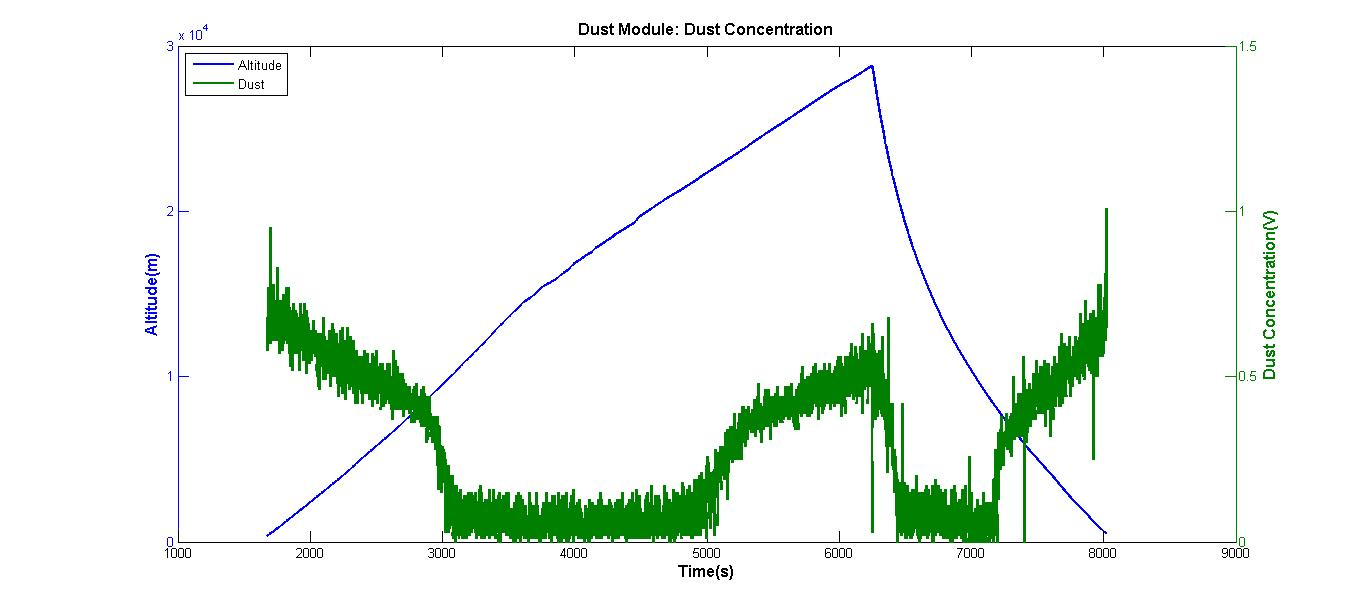 Dust Module: Dust Concentration
x 10^4
3
2
1
0
Altitude(m)
Altitude
Dust
1.5
1
0.5
0
Dust Concentration(V)
1000 2000 3000 4000 5000 6000 7000 8000 9000
Time(s)